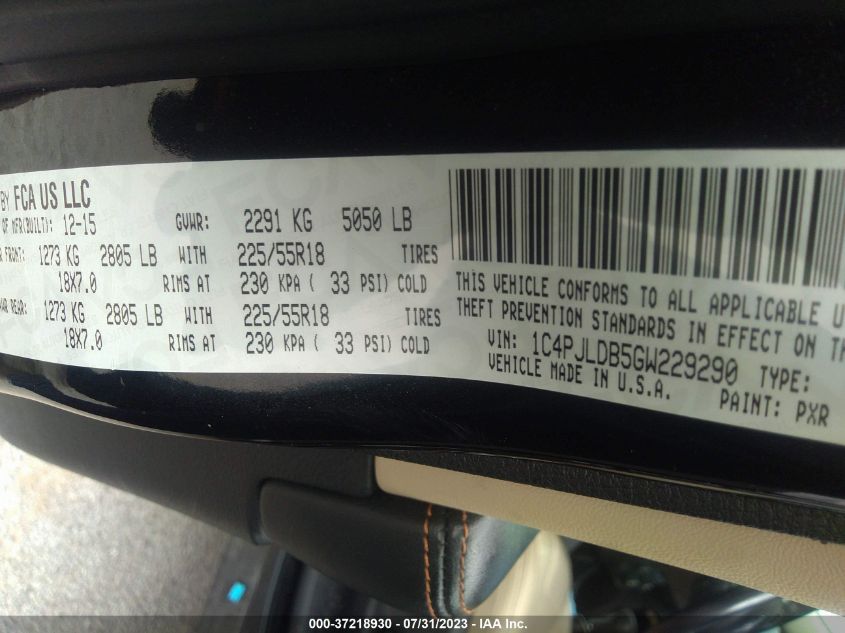 BY FCA US LLC
OF MFR(BUILT): 12-15 GVWR: 2291 KG 5050 LB
FRONT: 1273 KG 2805 LB WITH 225/55R18 TIRES
18X7.0 RIMS AT 230 KPA ( 33 PSI) COLD
REAR: 1273 KG 2805 LB WITH 225/55R18 TIRES
18X7.0 RIMS AT 230 KPA ( 33 PSI) COLD
THIS VEHICLE CONFORMS TO ALL APPLICABLE
THEFT PREVENTION STANDARDS IN EFFECT ON
VIN: 1C4PJLDB5GW229290 TYPE:
VEHICLE MADE IN U.S.A. PAINT: PXR
000-37218930 / 07/31/2023 - IAA Inc.